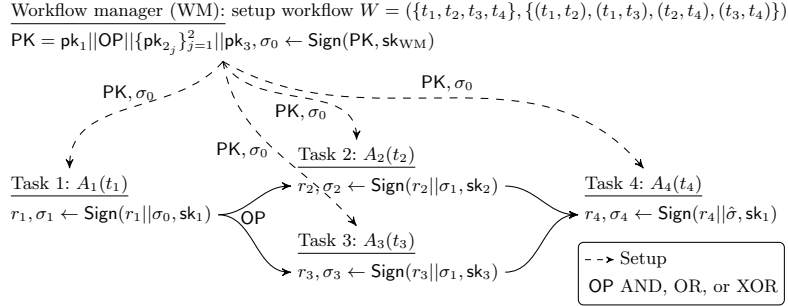 Workflow manager (WM): setup workflow W = ({t₁, t₂, t₃, t₄}, {(t₁, t₂), (t₁, t₃), (t₂, t₄), (t₃, t₄)})
PK = pk₁||OP||{pk_{2_j}}²_{j=1}||pk₃, σ₀ ← Sign(PK, sk_WM)
PK, σ₀
PK, σ₀
PK, σ₀
PK, σ₀
Task 1: A₁(t₁)
r₁, σ₁ ← Sign(r₁||σ₀, sk₁)
OP
Task 2: A₂(t₂)
r₂, σ₂ ← Sign(r₂||σ₁, sk₂)
Task 3: A₃(t₃)
r₃, σ₃ ← Sign(r₃||σ₁, sk₃)
Task 4: A₄(t₄)
r₄, σ₄ ← Sign(r₄||σ̂, sk₁)
Setup
OP AND, OR, or XOR